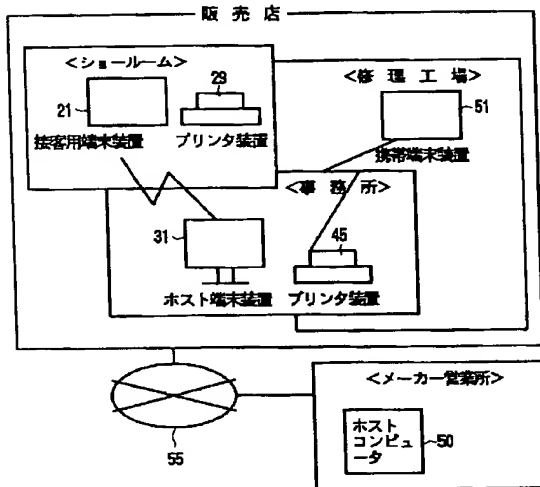 販売店
<ショールーム>
29
21
接客用端末装置
プリンタ装置
<修理工場>
51
携帯端末装置
<事務所>
31
45
ホスト端末装置
プリンタ装置
55
<メーカー営業所>
ホスト
コンピュ
ータ
50